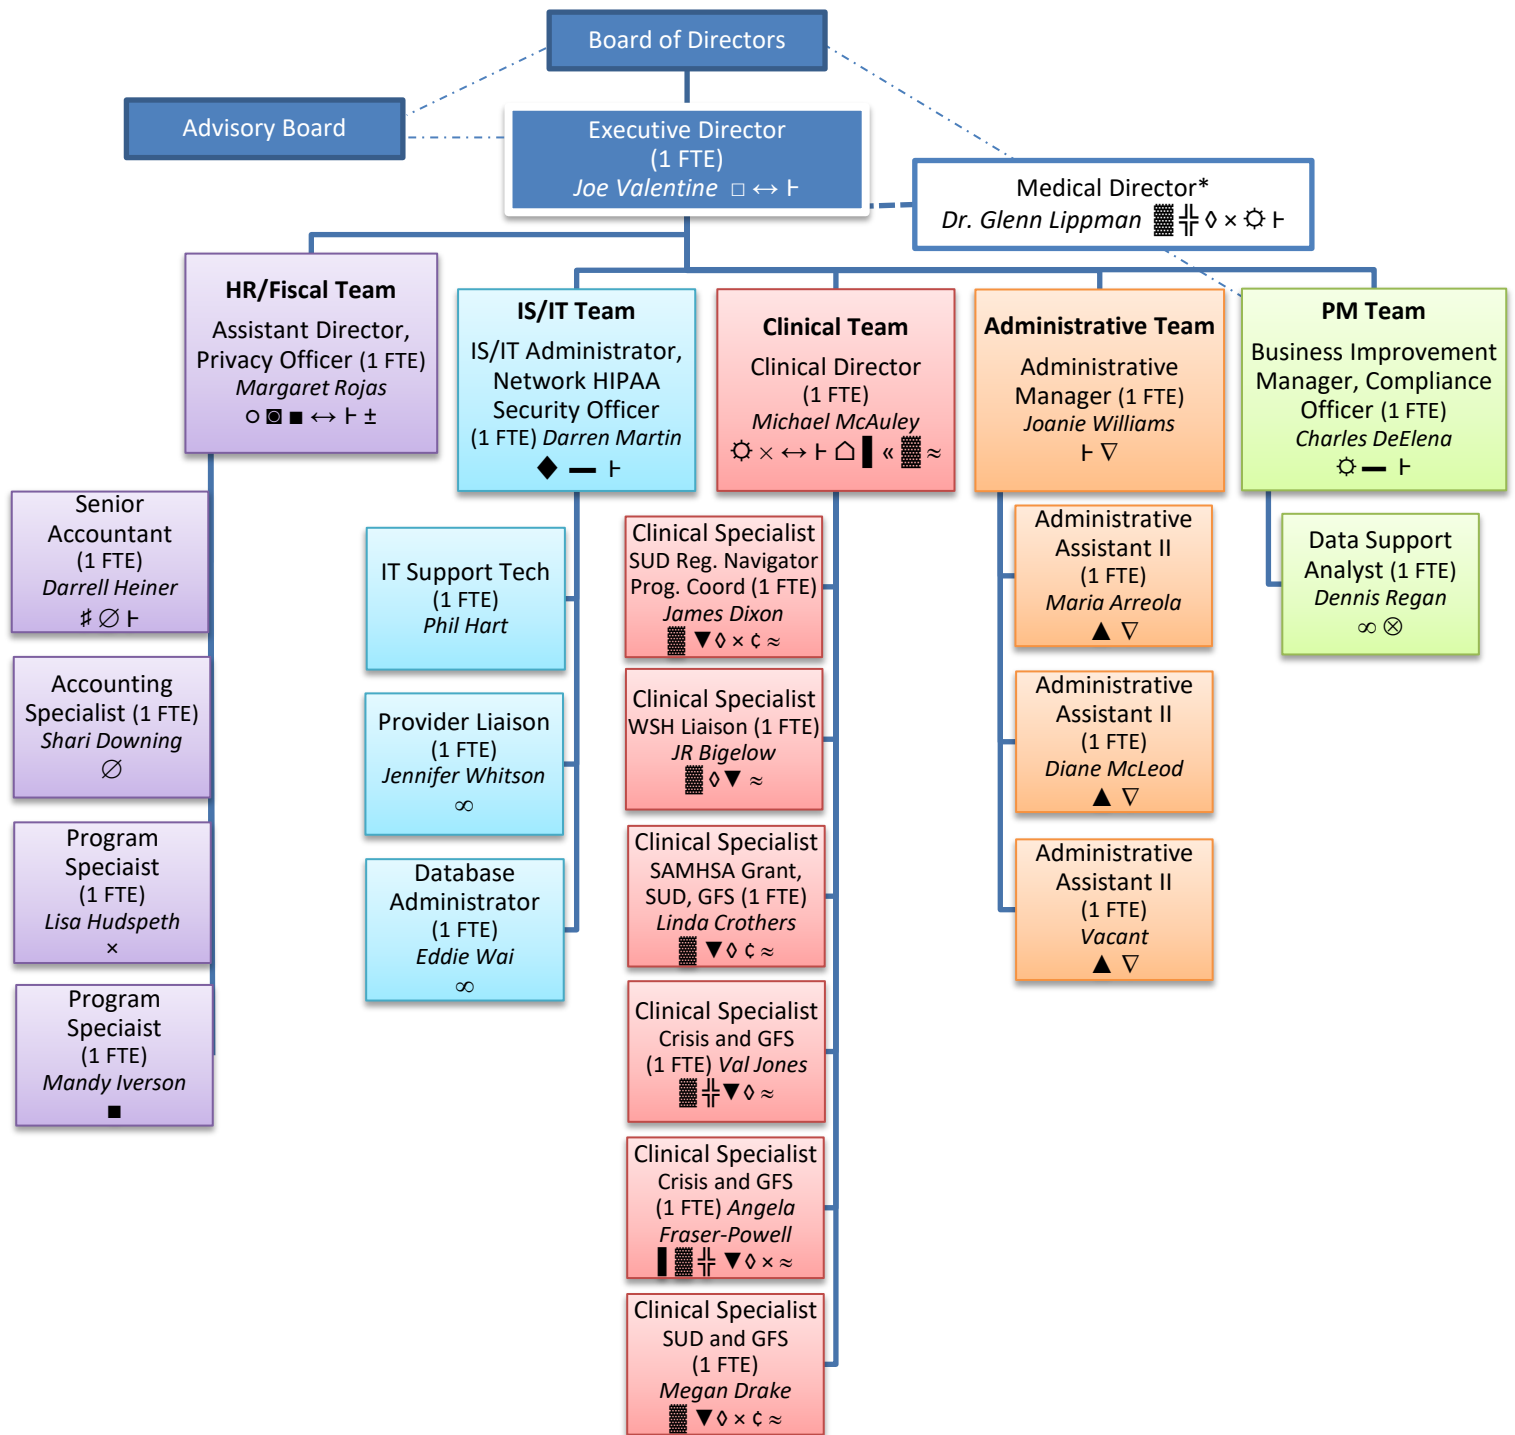 Board of Directors
Advisory Board
Executive Director
(1 FTE)
Joe Valentine □ ↔ Ⱶ
Medical Director*
Dr. Glenn Lippman ▓ ╬ ◊ × ☼ Ⱶ
HR/Fiscal Team
Assistant Director,
Privacy Officer (1 FTE)
Margaret Rojas
○ ◙ ■ ↔ Ⱶ ±
Senior
Accountant
(1 FTE)
Darrell Heiner
♯ ∅ Ⱶ
Accounting
Specialist (1 FTE)
Shari Downing
∅
Program
Speciaist
(1 FTE)
Lisa Hudspeth
×
Program
Speciaist
(1 FTE)
Mandy Iverson
■
IS/IT Team
IS/IT Administrator,
Network HIPAA
Security Officer
(1 FTE) Darren Martin
♦ ▬ Ⱶ
IT Support Tech
(1 FTE)
Phil Hart
Provider Liaison
(1 FTE)
Jennifer Whitson
∞
Database
Administrator
(1 FTE)
Eddie Wai
∞
Clinical Team
Clinical Director
(1 FTE)
Michael McAuley
☼ × ↔ Ⱶ ⌂ ▌ « ▓ ≈
Clinical Specialist
SUD Reg. Navigator
Prog. Coord (1 FTE)
James Dixon
▓ ▼ ◊ × ¢ ≈
Clinical Specialist
WSH Liaison (1 FTE)
JR Bigelow
▓ ◊ ▼ ≈
Clinical Specialist
SAMHSA Grant,
SUD, GFS (1 FTE)
Linda Crothers
▓ ▼ ◊ ¢ ≈
Clinical Specialist
Crisis and GFS
(1 FTE) Val Jones
▓ ╬ ▼ ◊ ≈
Clinical Specialist
Crisis and GFS
(1 FTE) Angela
Fraser-Powell
▌ ▓ ╬ ▼ ◊ × ≈
Clinical Specialist
SUD and GFS
(1 FTE)
Megan Drake
▓ ▼ ◊ × ¢ ≈
Administrative Team
Administrative
Manager (1 FTE)
Joanie Williams
Ⱶ ∇
Administrative
Assistant II
(1 FTE)
Maria Arreola
▲ ∇
Administrative
Assistant II
(1 FTE)
Diane McLeod
▲ ∇
Administrative
Assistant II
(1 FTE)
Vacant
▲ ∇
PM Team
Business Improvement
Manager, Compliance
Officer (1 FTE)
Charles DeElena
☼ ▬ Ⱶ
Data Support
Analyst (1 FTE)
Dennis Regan
∞ ⊗